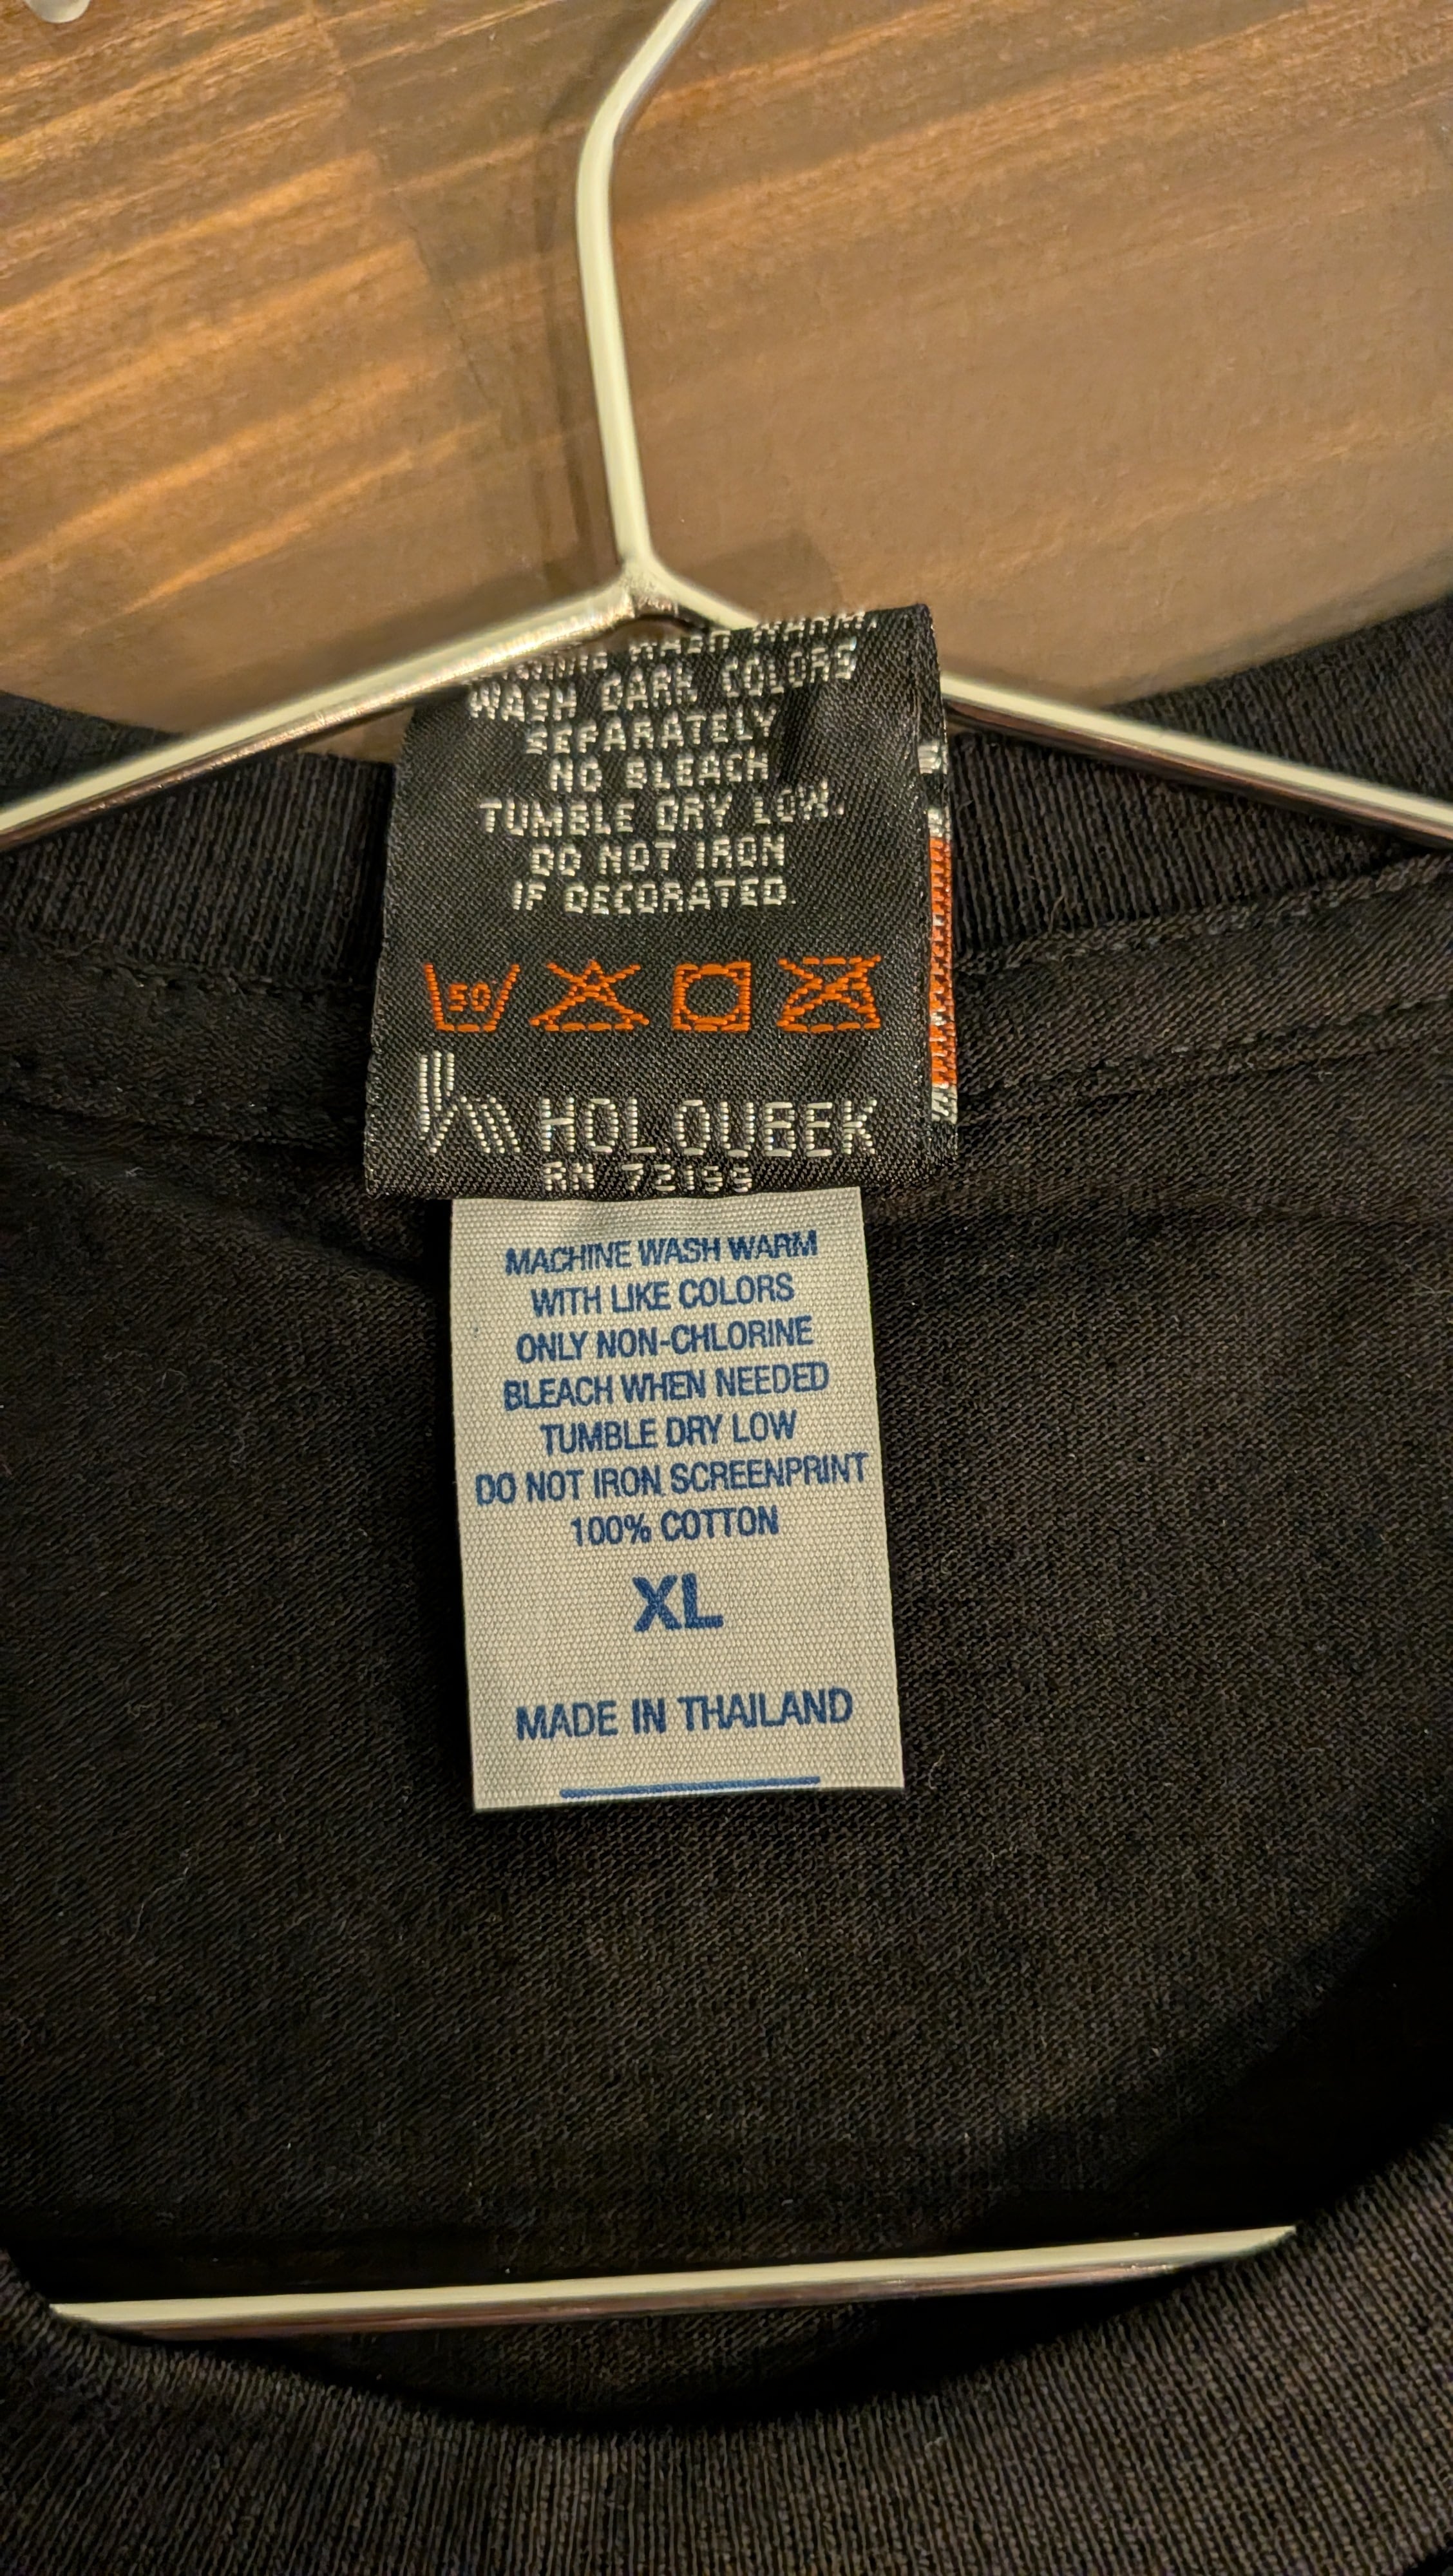 WASH DARK COLORS
SEPARATELY
NO BLEACH
TUMBLE DRY LOW.
DO NOT IRON
IF DECORATED.
50
HOLOUBEK
RN 72199
MACHINE WASH WARM
WITH LIKE COLORS
ONLY NON-CHLORINE
BLEACH WHEN NEEDED
TUMBLE DRY LOW
DO NOT IRON SCREENPRINT
100% COTTON
XL
MADE IN THAILAND